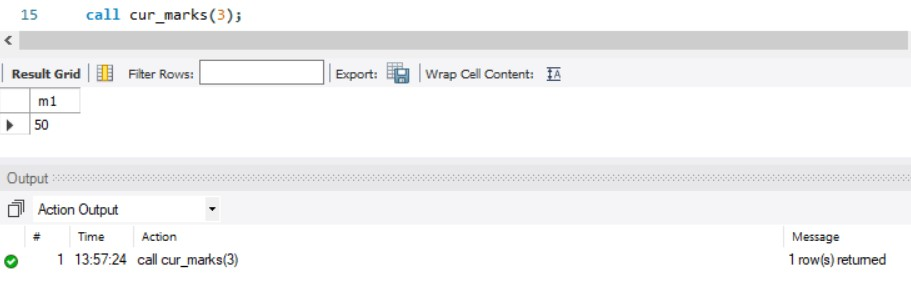 15 call cur_marks(3);
Result Grid Filter Rows: Export: Wrap Cell Content: IA
m1
50
Output
Action Output
# Time Action Message
1 13:57:24 call cur_marks(3) 1 row(s) returned